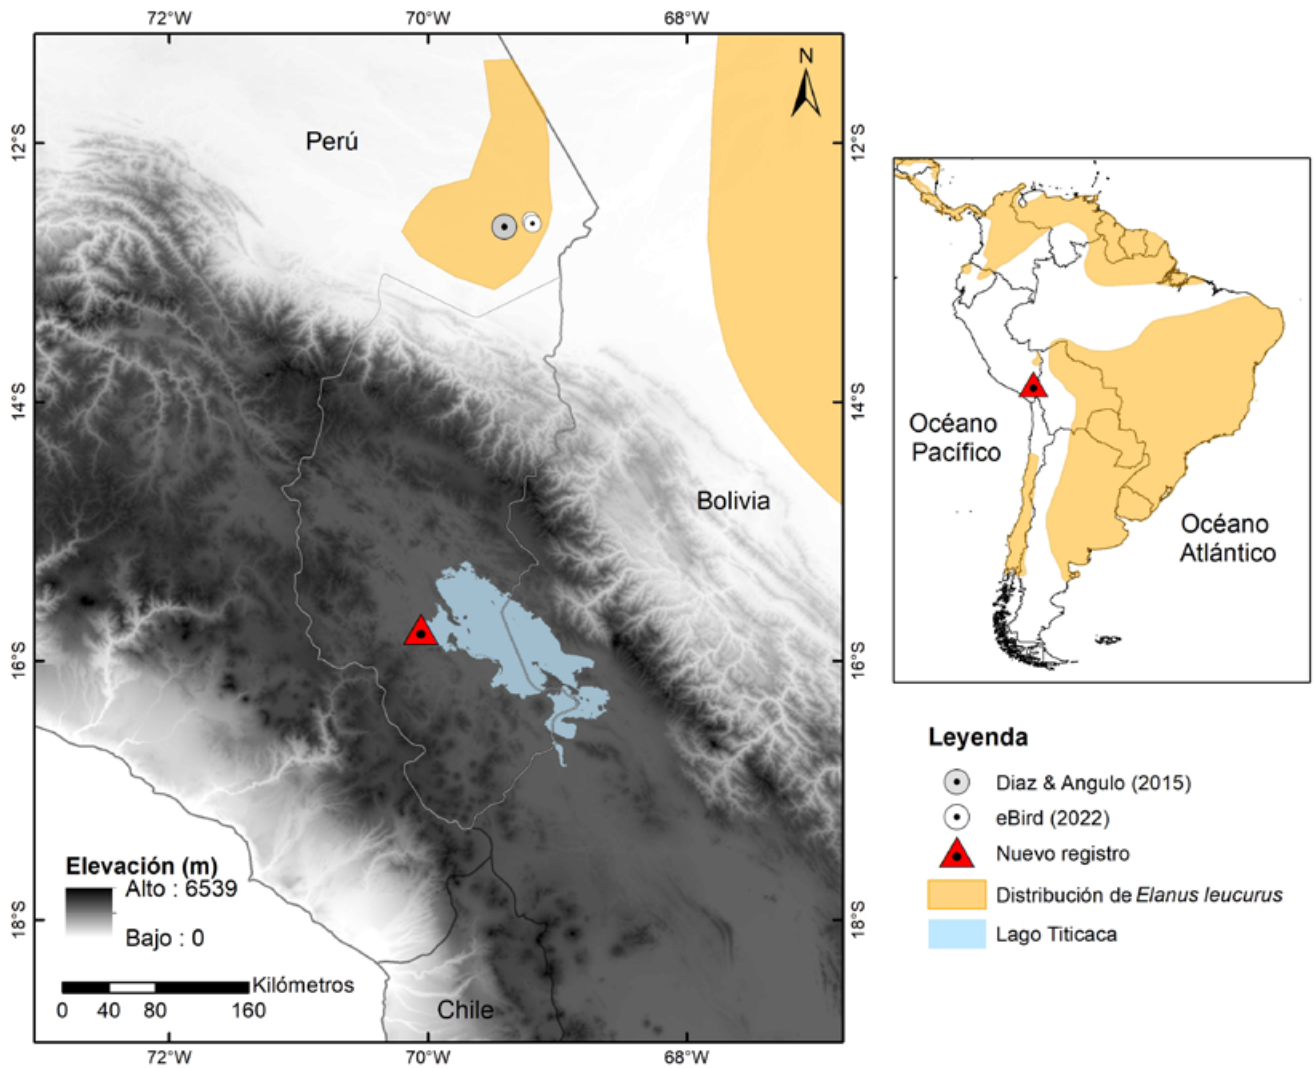 72°W 70°W 68°W
N
Perú
12°S 12°S
14°S 14°S
Bolivia
16°S 16°S
Elevación (m)
Alto : 6539
Bajo : 0
18°S 18°S
Kilómetros
0 40 80 160
Chile
72°W 70°W 68°W
Océano
Pacífico
Océano
Atlántico
Leyenda
Diaz & Angulo (2015)
eBird (2022)
Nuevo registro
Distribución de Elanus leucurus
Lago Titicaca